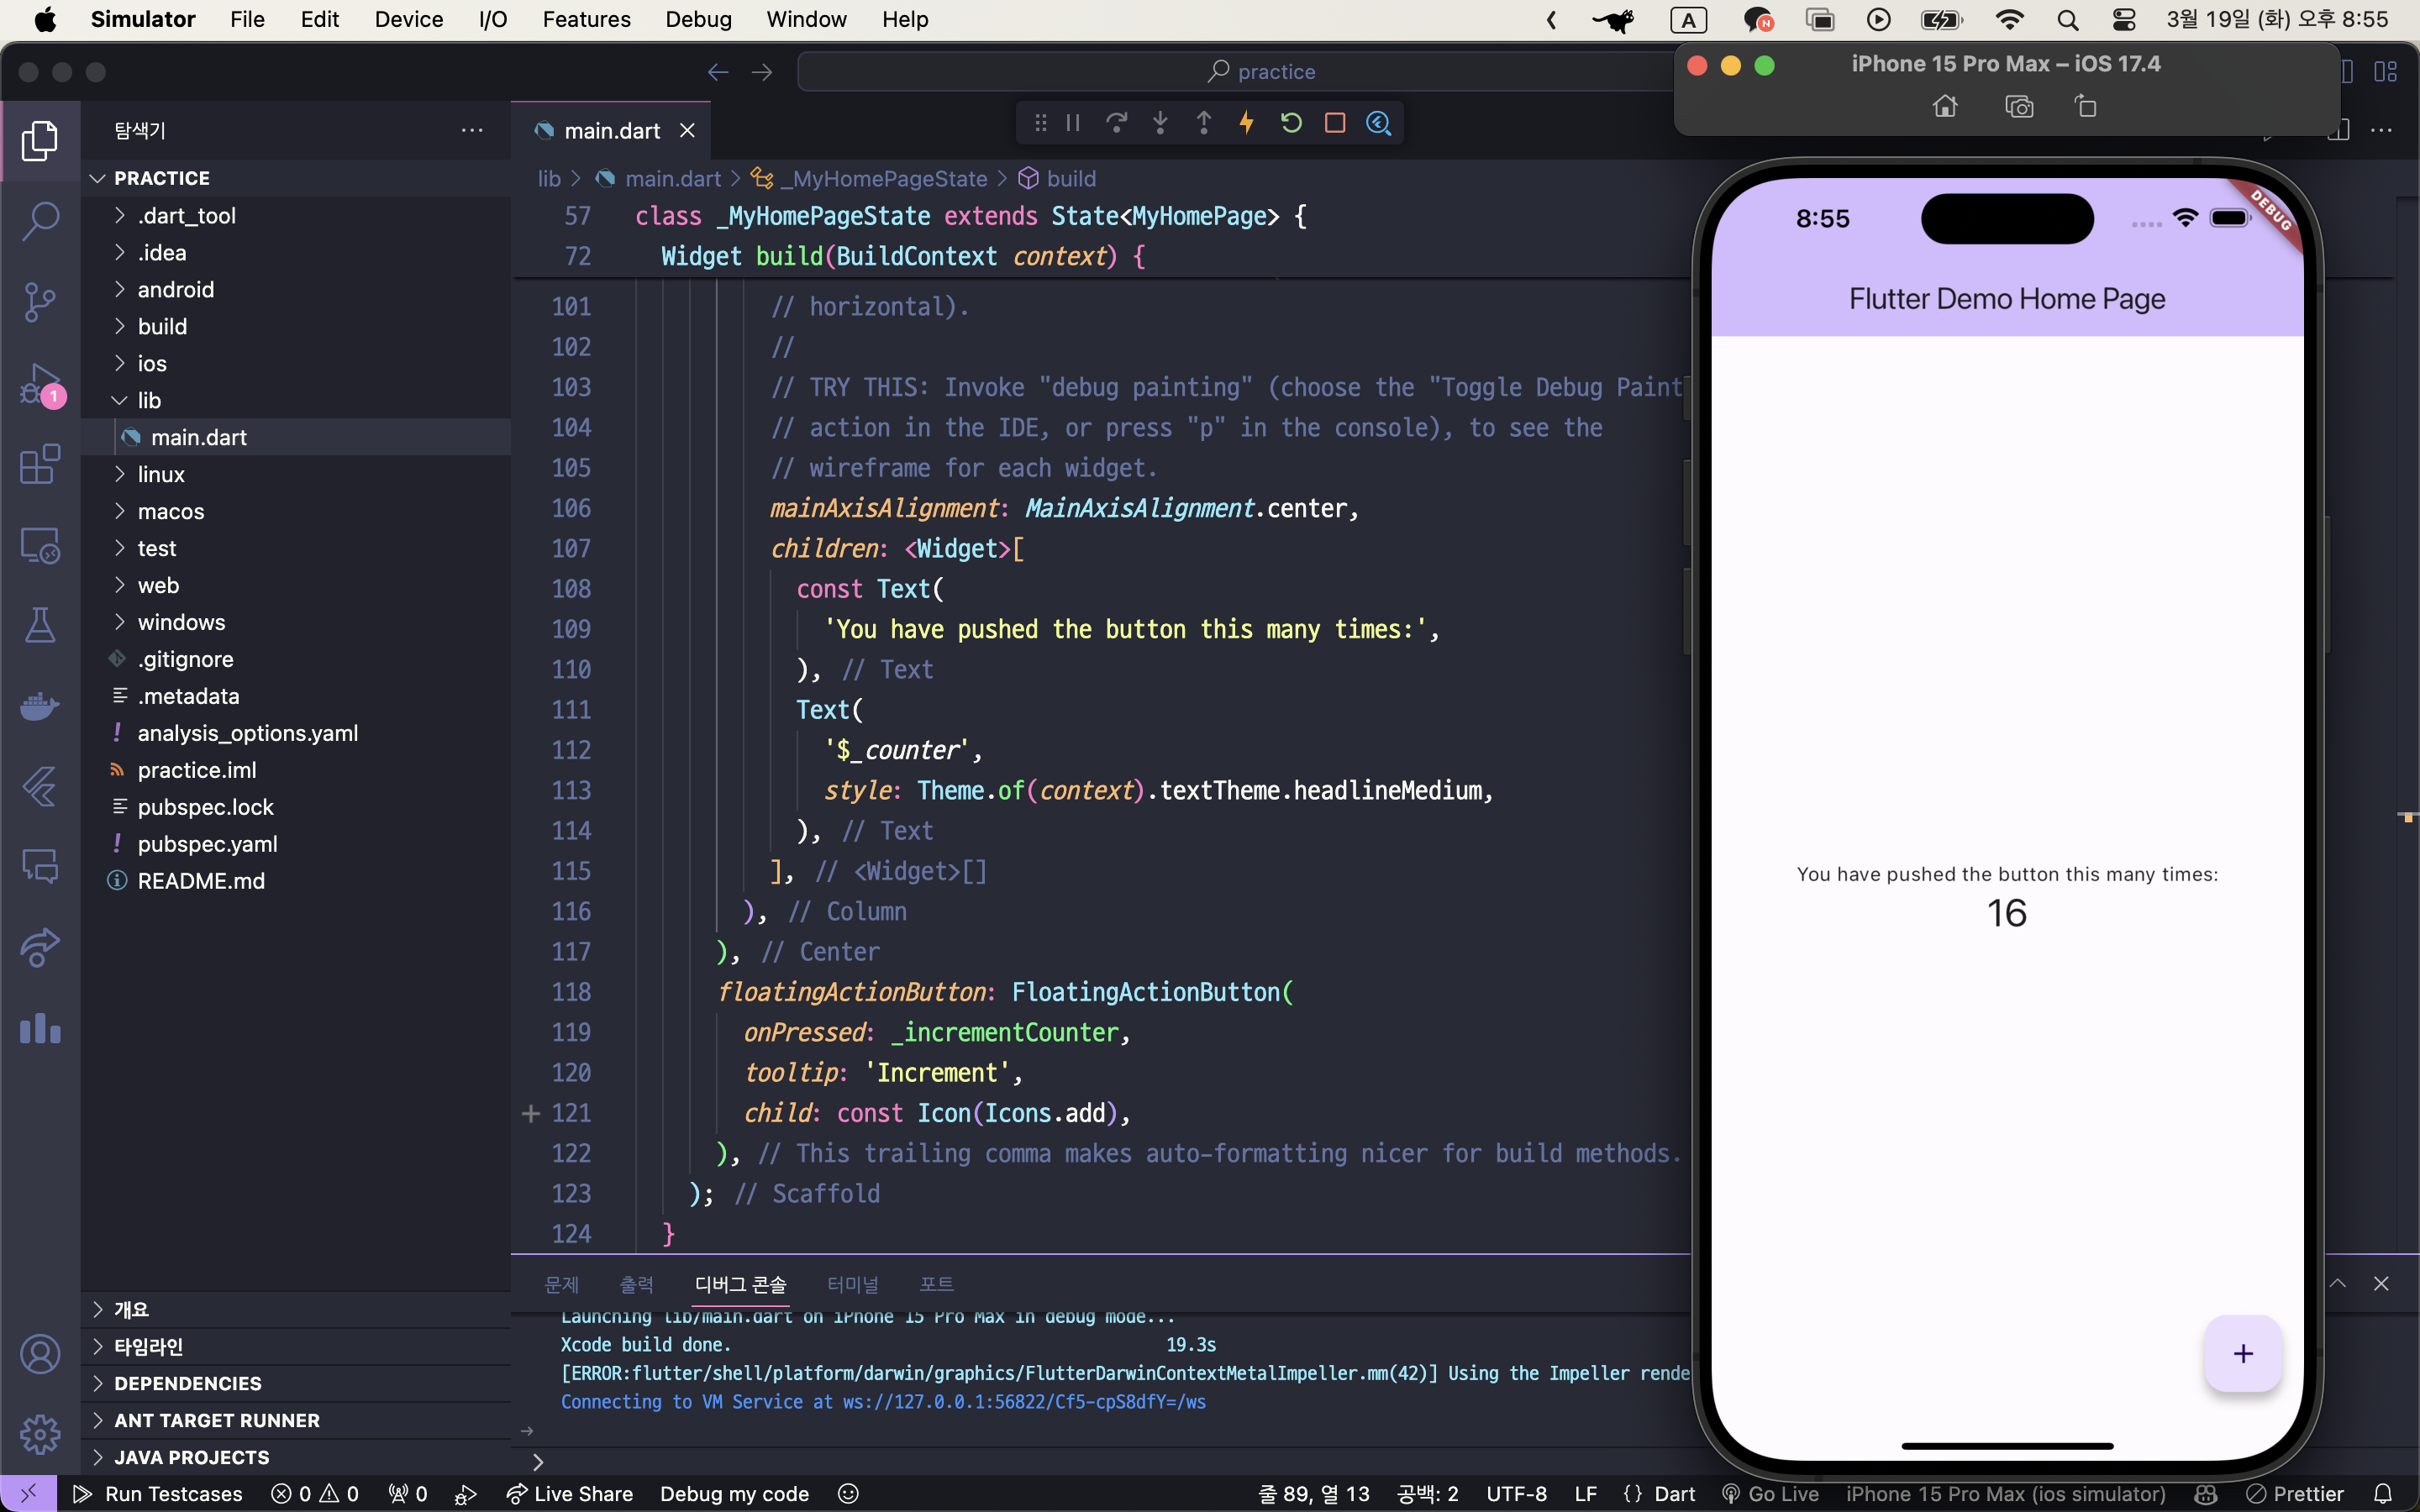 Simulator File Edit Device I/O Features Debug Window Help A N 3월 19일 (화) 오후 8:55
practice
iPhone 15 Pro Max – iOS 17.4
탐색기
main.dart
PRACTICE
.dart_tool
.idea
android
build
ios
lib
main.dart
linux
macos
test
web
windows
.gitignore
.metadata
analysis_options.yaml
practice.iml
pubspec.lock
pubspec.yaml
README.md
개요
타임라인
DEPENDENCIES
ANT TARGET RUNNER
JAVA PROJECTS
1
lib > main.dart > _MyHomePageState > build
57 class _MyHomePageState extends State<MyHomePage> {
72 Widget build(BuildContext context) {
101 // horizontal).
102 //
103 // TRY THIS: Invoke "debug painting" (choose the "Toggle Debug Paint
104 // action in the IDE, or press "p" in the console), to see the
105 // wireframe for each widget.
106 mainAxisAlignment: MainAxisAlignment.center,
107 children: <Widget>[
108 const Text(
109 'You have pushed the button this many times:',
110 ), // Text
111 Text(
112 '$_counter',
113 style: Theme.of(context).textTheme.headlineMedium,
114 ), // Text
115 ], // <Widget>[]
116 ), // Column
117 ), // Center
118 floatingActionButton: FloatingActionButton(
119 onPressed: _incrementCounter,
120 tooltip: 'Increment',
121 child: const Icon(Icons.add),
122 ), // This trailing comma makes auto-formatting nicer for build methods.
123 ); // Scaffold
124 }
문제 출력 디버그 콘솔 터미널 포트
Launching lib/main.dart on iPhone 15 Pro Max in debug mode...
Xcode build done. 19.3s
[ERROR:flutter/shell/platform/darwin/graphics/FlutterDarwinContextMetalImpeller.mm(42)] Using the Impeller rende
Connecting to VM Service at ws://127.0.0.1:56822/Cf5-cpS8dfY=/ws
8:55
DEBUG
Flutter Demo Home Page
You have pushed the button this many times:
16
+
Run Testcases 0 0 0 Live Share Debug my code 줄 89, 열 13 공백: 2 UTF-8 LF {} Dart Go Live iPhone 15 Pro Max (ios simulator) Prettier